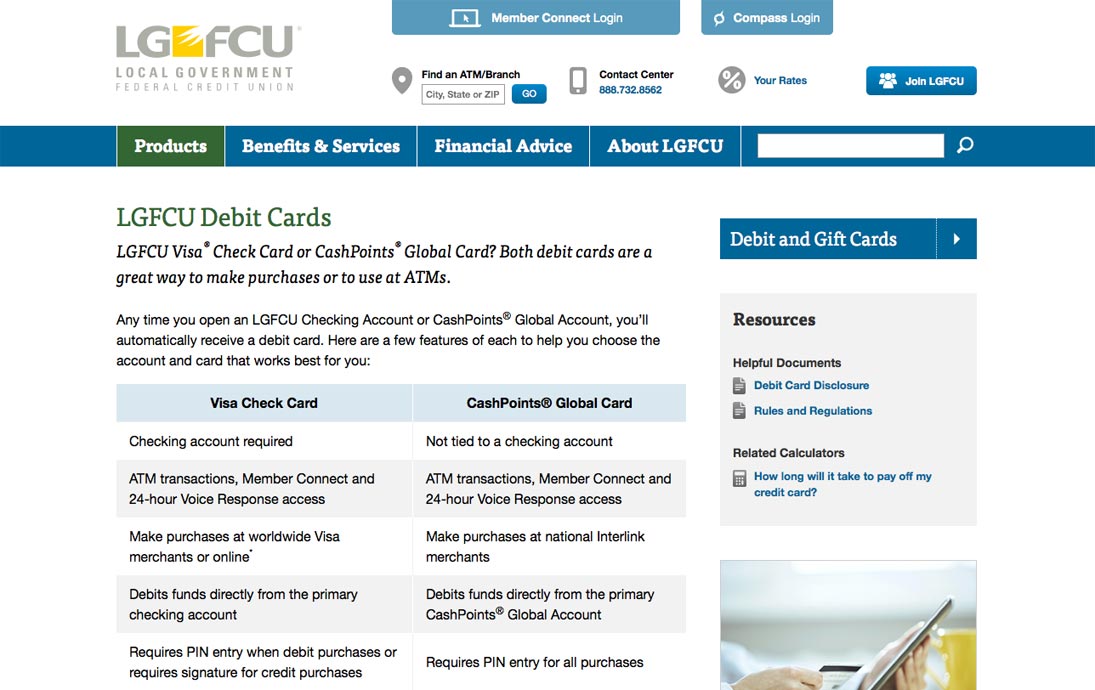 Member Connect Login
Compass Login
LGFCU®
LOCAL GOVERNMENT
FEDERAL CREDIT UNION
Find an ATM/Branch
City, State or ZIP
GO
Contact Center
888.732.8562
Your Rates
Join LGFCU
Products
Benefits & Services
Financial Advice
About LGFCU
LGFCU Debit Cards
LGFCU Visa® Check Card or CashPoints® Global Card? Both debit cards are a
great way to make purchases or to use at ATMs.
Any time you open an LGFCU Checking Account or CashPoints® Global Account, you’ll
automatically receive a debit card. Here are a few features of each to help you choose the
account and card that works best for you:
Visa Check Card
CashPoints® Global Card
Checking account required
Not tied to a checking account
ATM transactions, Member Connect and
24-hour Voice Response access
ATM transactions, Member Connect and
24-hour Voice Response access
Make purchases at worldwide Visa
merchants or online*
Make purchases at national Interlink
merchants
Debits funds directly from the primary
checking account
Debits funds directly from the primary
CashPoints® Global Account
Requires PIN entry when debit purchases or
requires signature for credit purchases
Requires PIN entry for all purchases
Debit and Gift Cards
Resources
Helpful Documents
Debit Card Disclosure
Rules and Regulations
Related Calculators
How long will it take to pay off my
credit card?